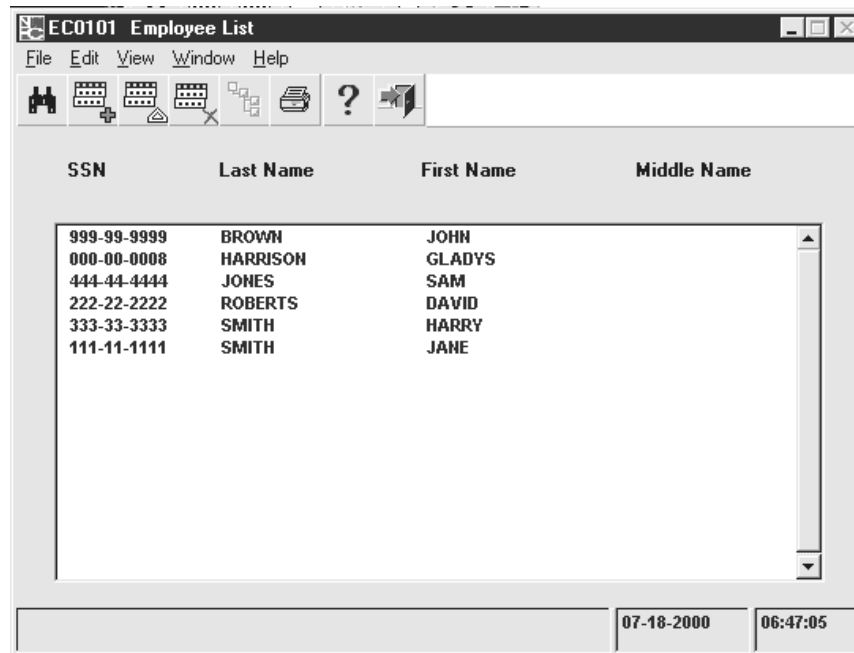 EC0101 Employee List
File Edit View Window Help
?
SSN Last Name First Name Middle Name
999-99-9999 BROWN JOHN
000-00-0008 HARRISON GLADYS
444-44-4444 JONES SAM
222-22-2222 ROBERTS DAVID
333-33-3333 SMITH HARRY
111-11-1111 SMITH JANE
07-18-2000 06:47:05